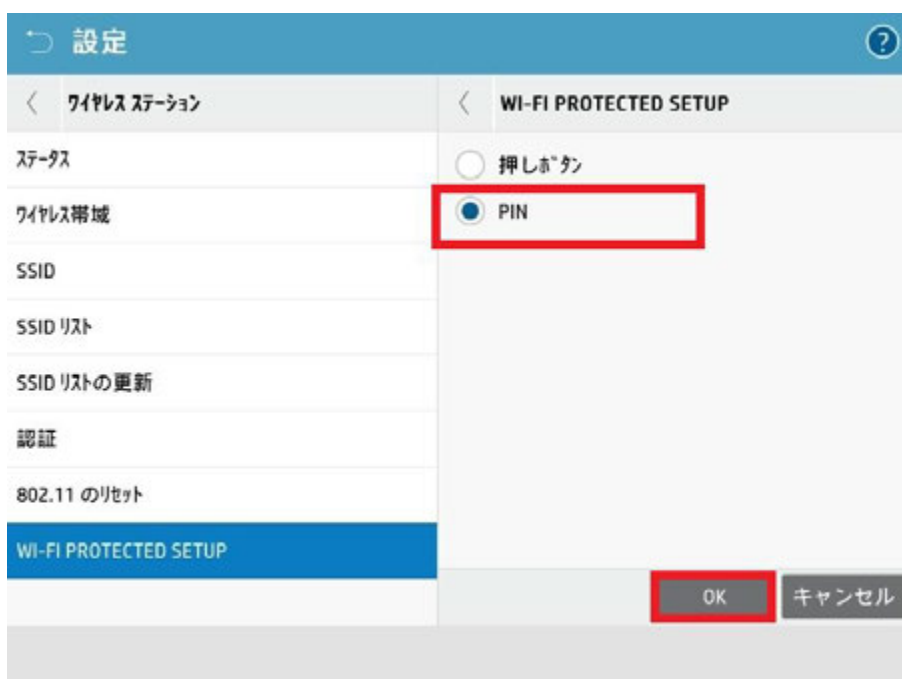 設定
?
ワイヤレス ステーション
ステータス
ワイヤレス帯域
SSID
SSID リスト
SSID リストの更新
認証
802.11 のリセット
WI-FI PROTECTED SETUP
WI-FI PROTECTED SETUP
押しボタン
PIN
OK
キャンセル